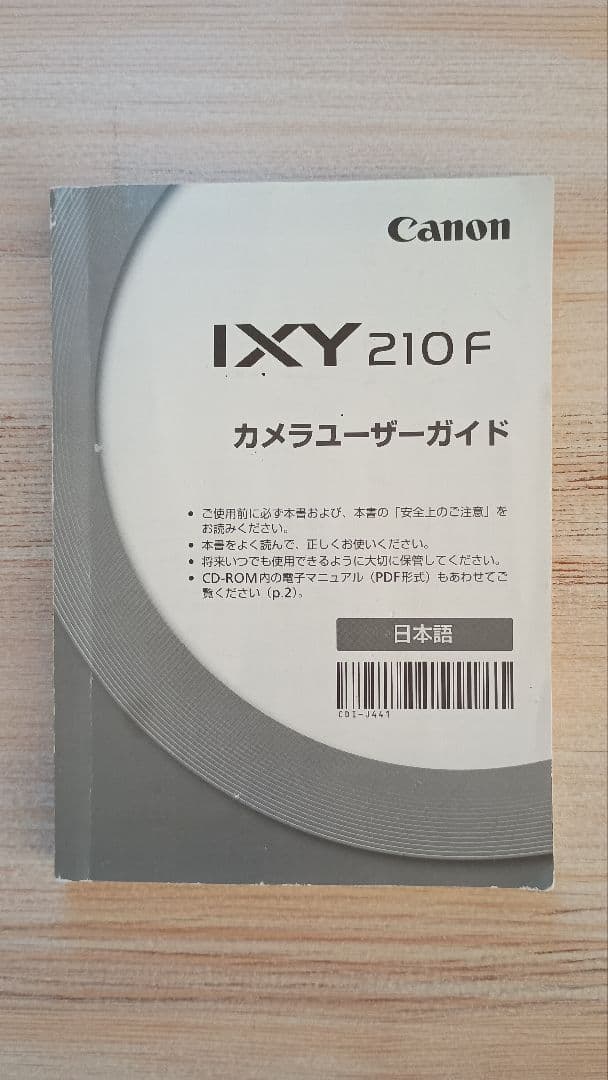 Canon
IXY 210F
カメラユーザーガイド
● ご使用前に必ず本書および、本書の「安全上のご注意」を
お読みください。
● 本書をよく読んで、正しくお使いください。
● 将来いつでも使用できるように大切に保管してください。
● CD-ROM内の電子マニュアル（PDF形式）もあわせてご
覧ください（p.2）。
日本語
CDI-J441